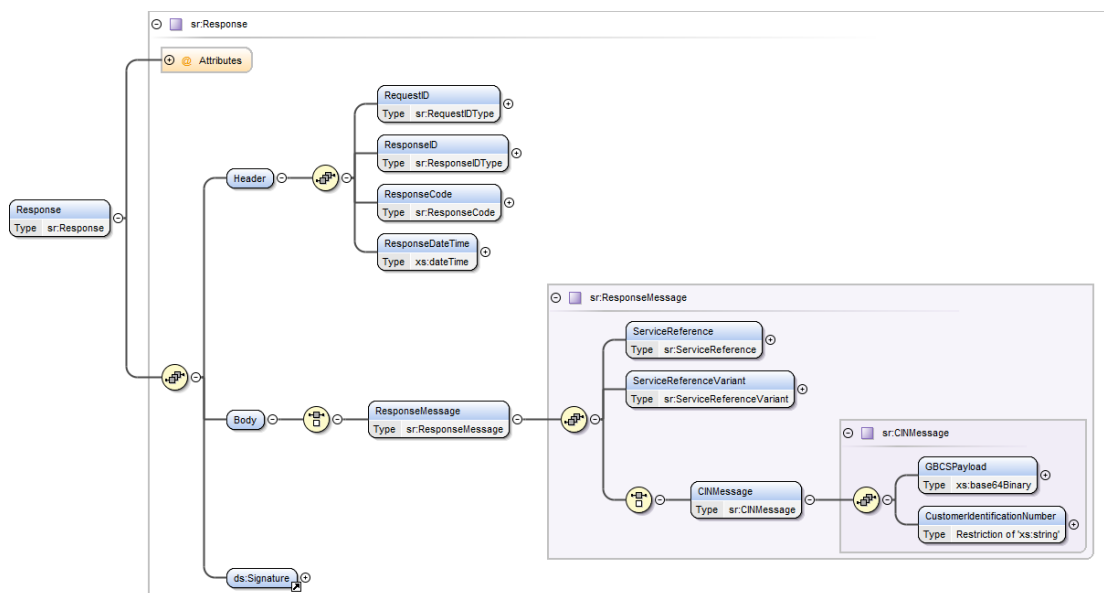 sr:Response
@ Attributes
RequestID
Type sr:RequestIDType
ResponseID
Type sr:ResponseIDType
Header
ResponseCode
Type sr:ResponseCode
Response
Type sr:Response
ResponseDateTime
Type xs:dateTime
sr:ResponseMessage
ServiceReference
Type sr:ServiceReference
ServiceReferenceVariant
Type sr:ServiceReferenceVariant
Body
ResponseMessage
Type sr:ResponseMessage
sr:CINMessage
GBCSPayload
Type xs:base64Binary
CINMessage
Type sr:CINMessage
CustomerIdentificationNumber
Type Restriction of 'xs:string'
ds:Signature